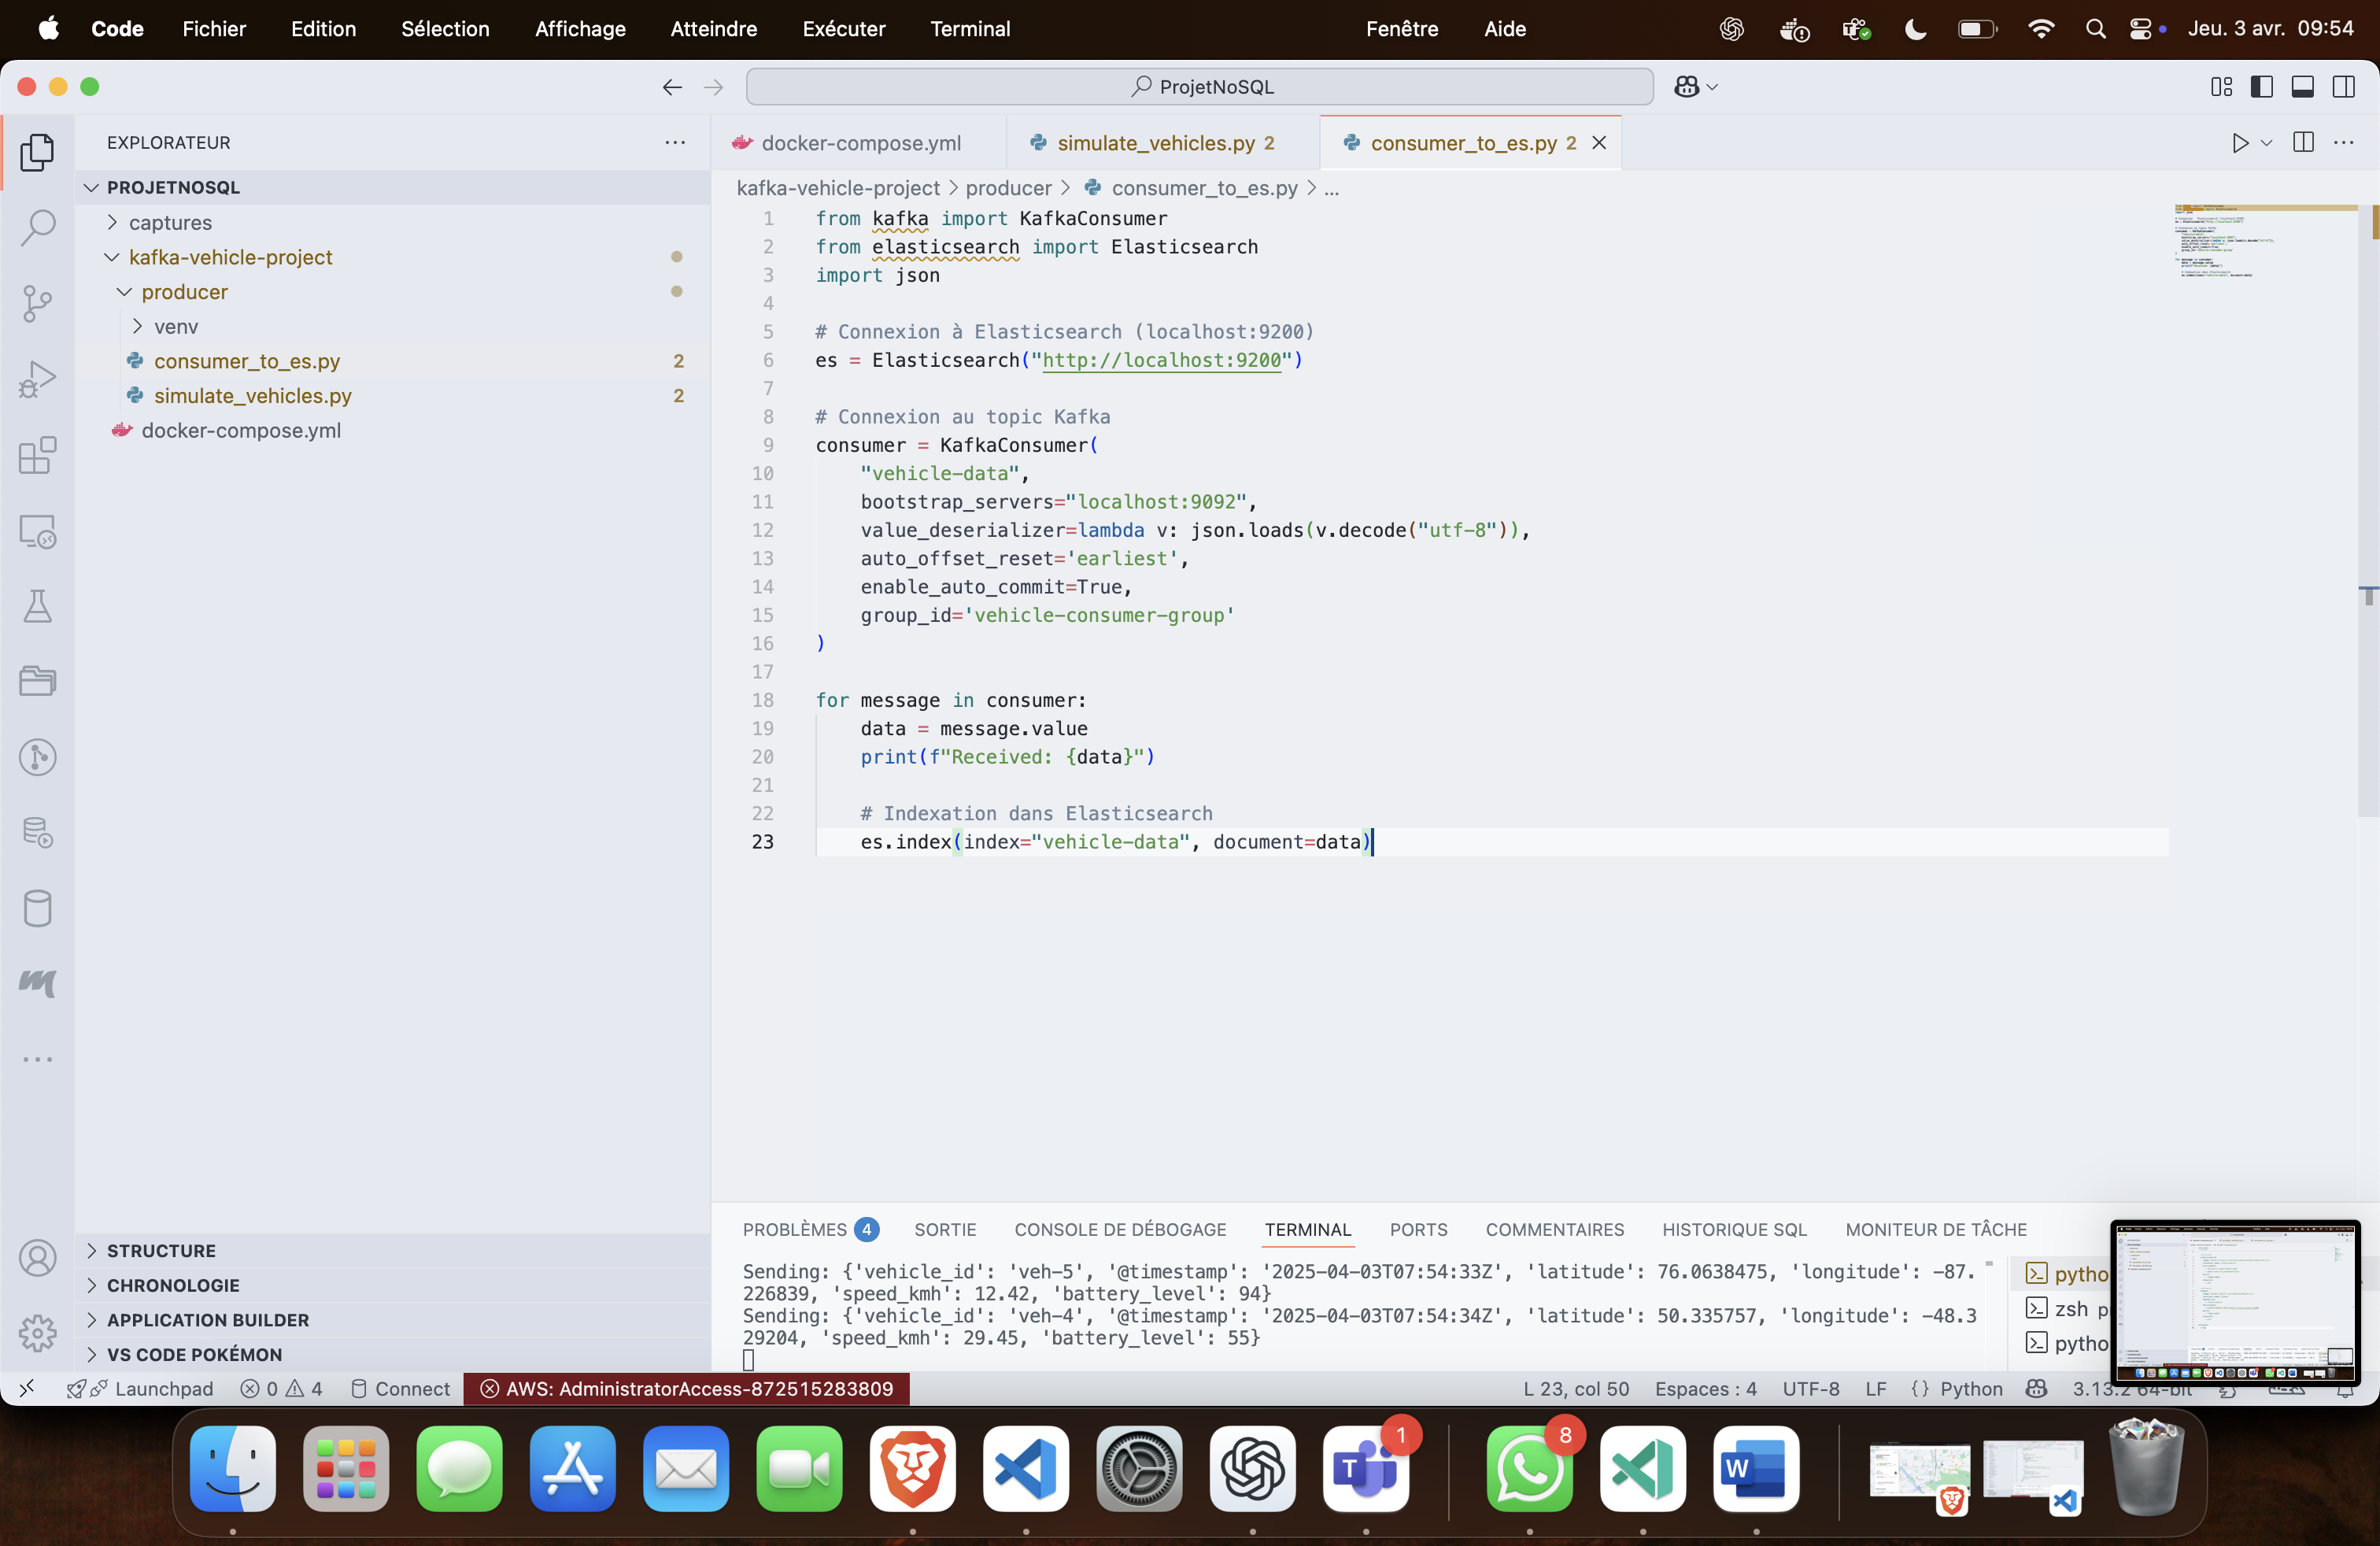 Code Fichier Edition Sélection Affichage Atteindre Exécuter Terminal Fenêtre Aide Jeu. 3 avr. 09:54
ProjetNoSQL
EXPLORATEUR
PROJETNOSQL
captures
kafka-vehicle-project
producer
venv
consumer_to_es.py 2
simulate_vehicles.py 2
docker-compose.yml
STRUCTURE
CHRONOLOGIE
APPLICATION BUILDER
VS CODE POKÉMON
docker-compose.yml simulate_vehicles.py 2 consumer_to_es.py 2
kafka-vehicle-project > producer > consumer_to_es.py > ...
1 from kafka import KafkaConsumer
2 from elasticsearch import Elasticsearch
3 import json
4
5 # Connexion à Elasticsearch (localhost:9200)
6 es = Elasticsearch("http://localhost:9200")
7
8 # Connexion au topic Kafka
9 consumer = KafkaConsumer(
10 "vehicle-data",
11 bootstrap_servers="localhost:9092",
12 value_deserializer=lambda v: json.loads(v.decode("utf-8")),
13 auto_offset_reset='earliest',
14 enable_auto_commit=True,
15 group_id='vehicle-consumer-group'
16 )
17
18 for message in consumer:
19 data = message.value
20 print(f"Received: {data}")
21
22 # Indexation dans Elasticsearch
23 es.index(index="vehicle-data", document=data)
PROBLÈMES 4 SORTIE CONSOLE DE DÉBOGAGE TERMINAL PORTS COMMENTAIRES HISTORIQUE SQL MONITEUR DE TÂCHE
Sending: {'vehicle_id': 'veh-5', '@timestamp': '2025-04-03T07:54:33Z', 'latitude': 76.0638475, 'longitude': -87.
226839, 'speed_kmh': 12.42, 'battery_level': 94}
Sending: {'vehicle_id': 'veh-4', '@timestamp': '2025-04-03T07:54:34Z', 'latitude': 50.335757, 'longitude': -48.3
29204, 'speed_kmh': 29.45, 'battery_level': 55}
pytho
zsh p
pytho
Launchpad 0 4 Connect AWS: AdministratorAccess-872515283809 L 23, col 50 Espaces : 4 UTF-8 LF {} Python 3.13.2 64-bit
1
8
T
W